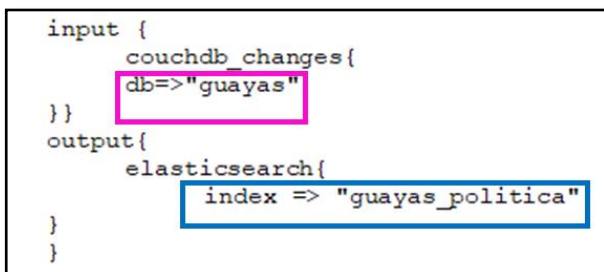 input {
couchdb_changes{
db=>"guayas"
}}
output{
elasticsearch{
index => "guayas_politica"
}
}